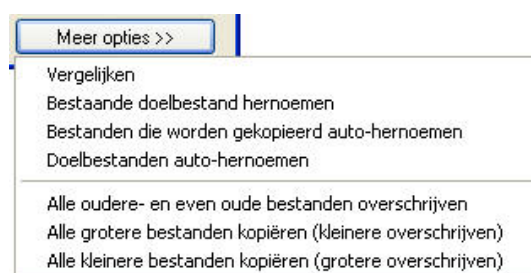 Meer opties >>
Vergelijken
Bestaande doelbestand hernoemen
Bestanden die worden gekopieerd auto-hernoemen
Doelbestanden auto-hernoemen
Alle oudere- en even oude bestanden overschrijven
Alle grotere bestanden kopiëren (kleinere overschrijven)
Alle kleinere bestanden kopiëren (grotere overschrijven)